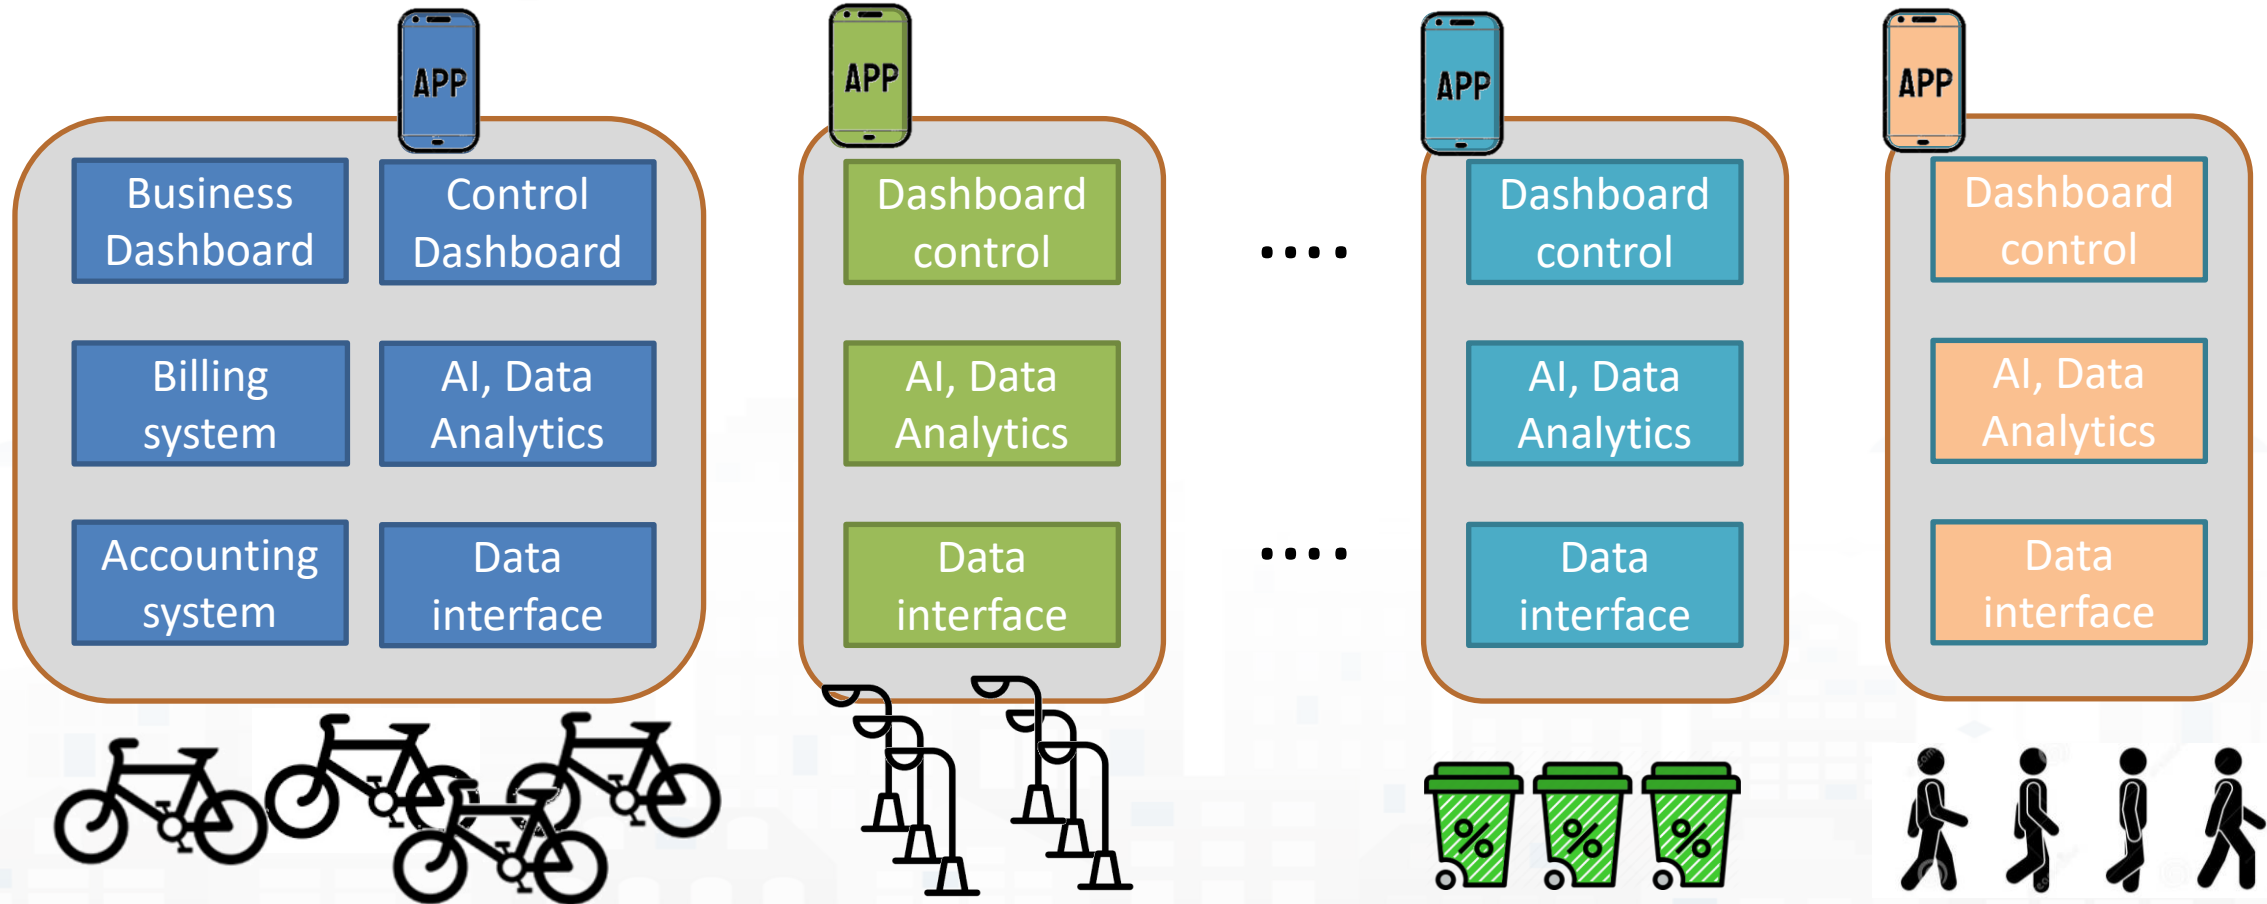 APP
Business
Dashboard
Control
Dashboard
Billing
system
AI, Data
Analytics
Accounting
system
Data
interface
APP
Dashboard
control
AI, Data
Analytics
Data
interface
....
....
APP
Dashboard
control
AI, Data
Analytics
Data
interface
%
%
%
APP
Dashboard
control
AI, Data
Analytics
Data
interface